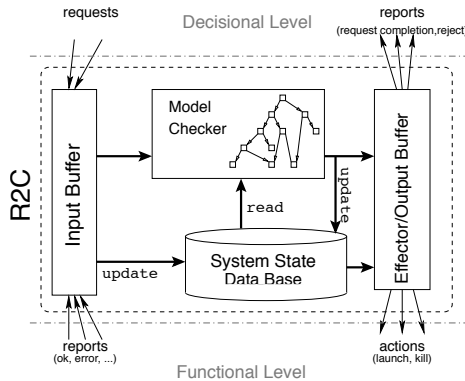 requests
Decisional Level
reports
(request completion,reject)
R2C
Input Buffer
Model
Checker
Effector/Output Buffer
read
update
update
System State
Data Base
reports
(ok, error, ...)
actions
(launch, kill)
Functional Level